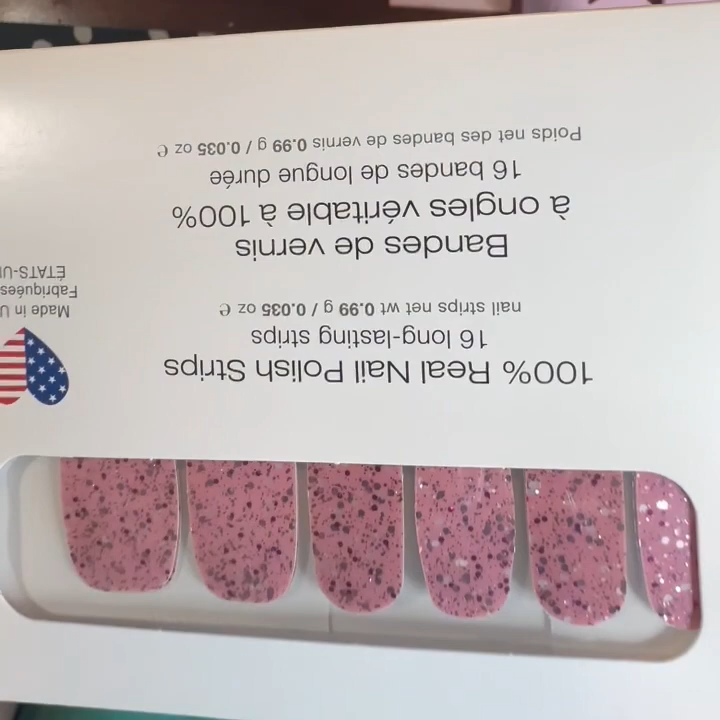 100% Real Nail Polish Strips
16 long-lasting strips
nail strips net wt 0.99 g / 0.035 oz ℮
Bandes de vernis
à ongles véritable à 100%
16 bandes de longue durée
Poids net des bandes de vernis 0.99 g / 0.035 oz ℮
Made in
Fabriquées